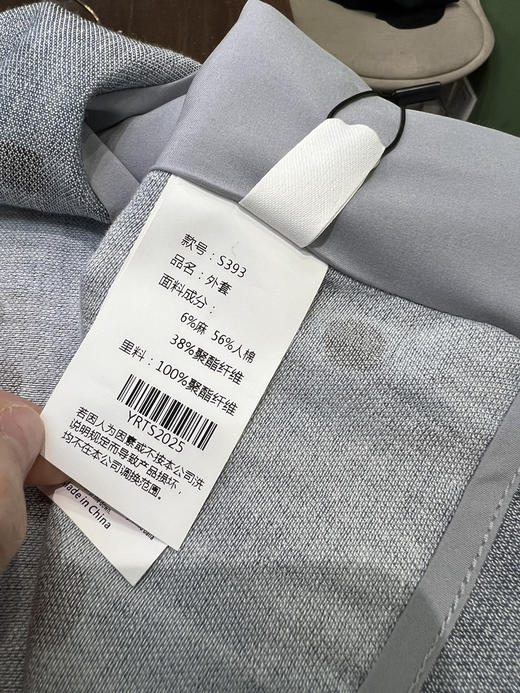 款号：S393
品名：外套
面料成分：
6%麻 56%人棉
38%聚酯纤维
里料：100%聚酯纤维
YRTS2025
若因人为因素或不按本公司洗
说明规定而导致产品损坏，
均不在本公司调换范围。
Made in China